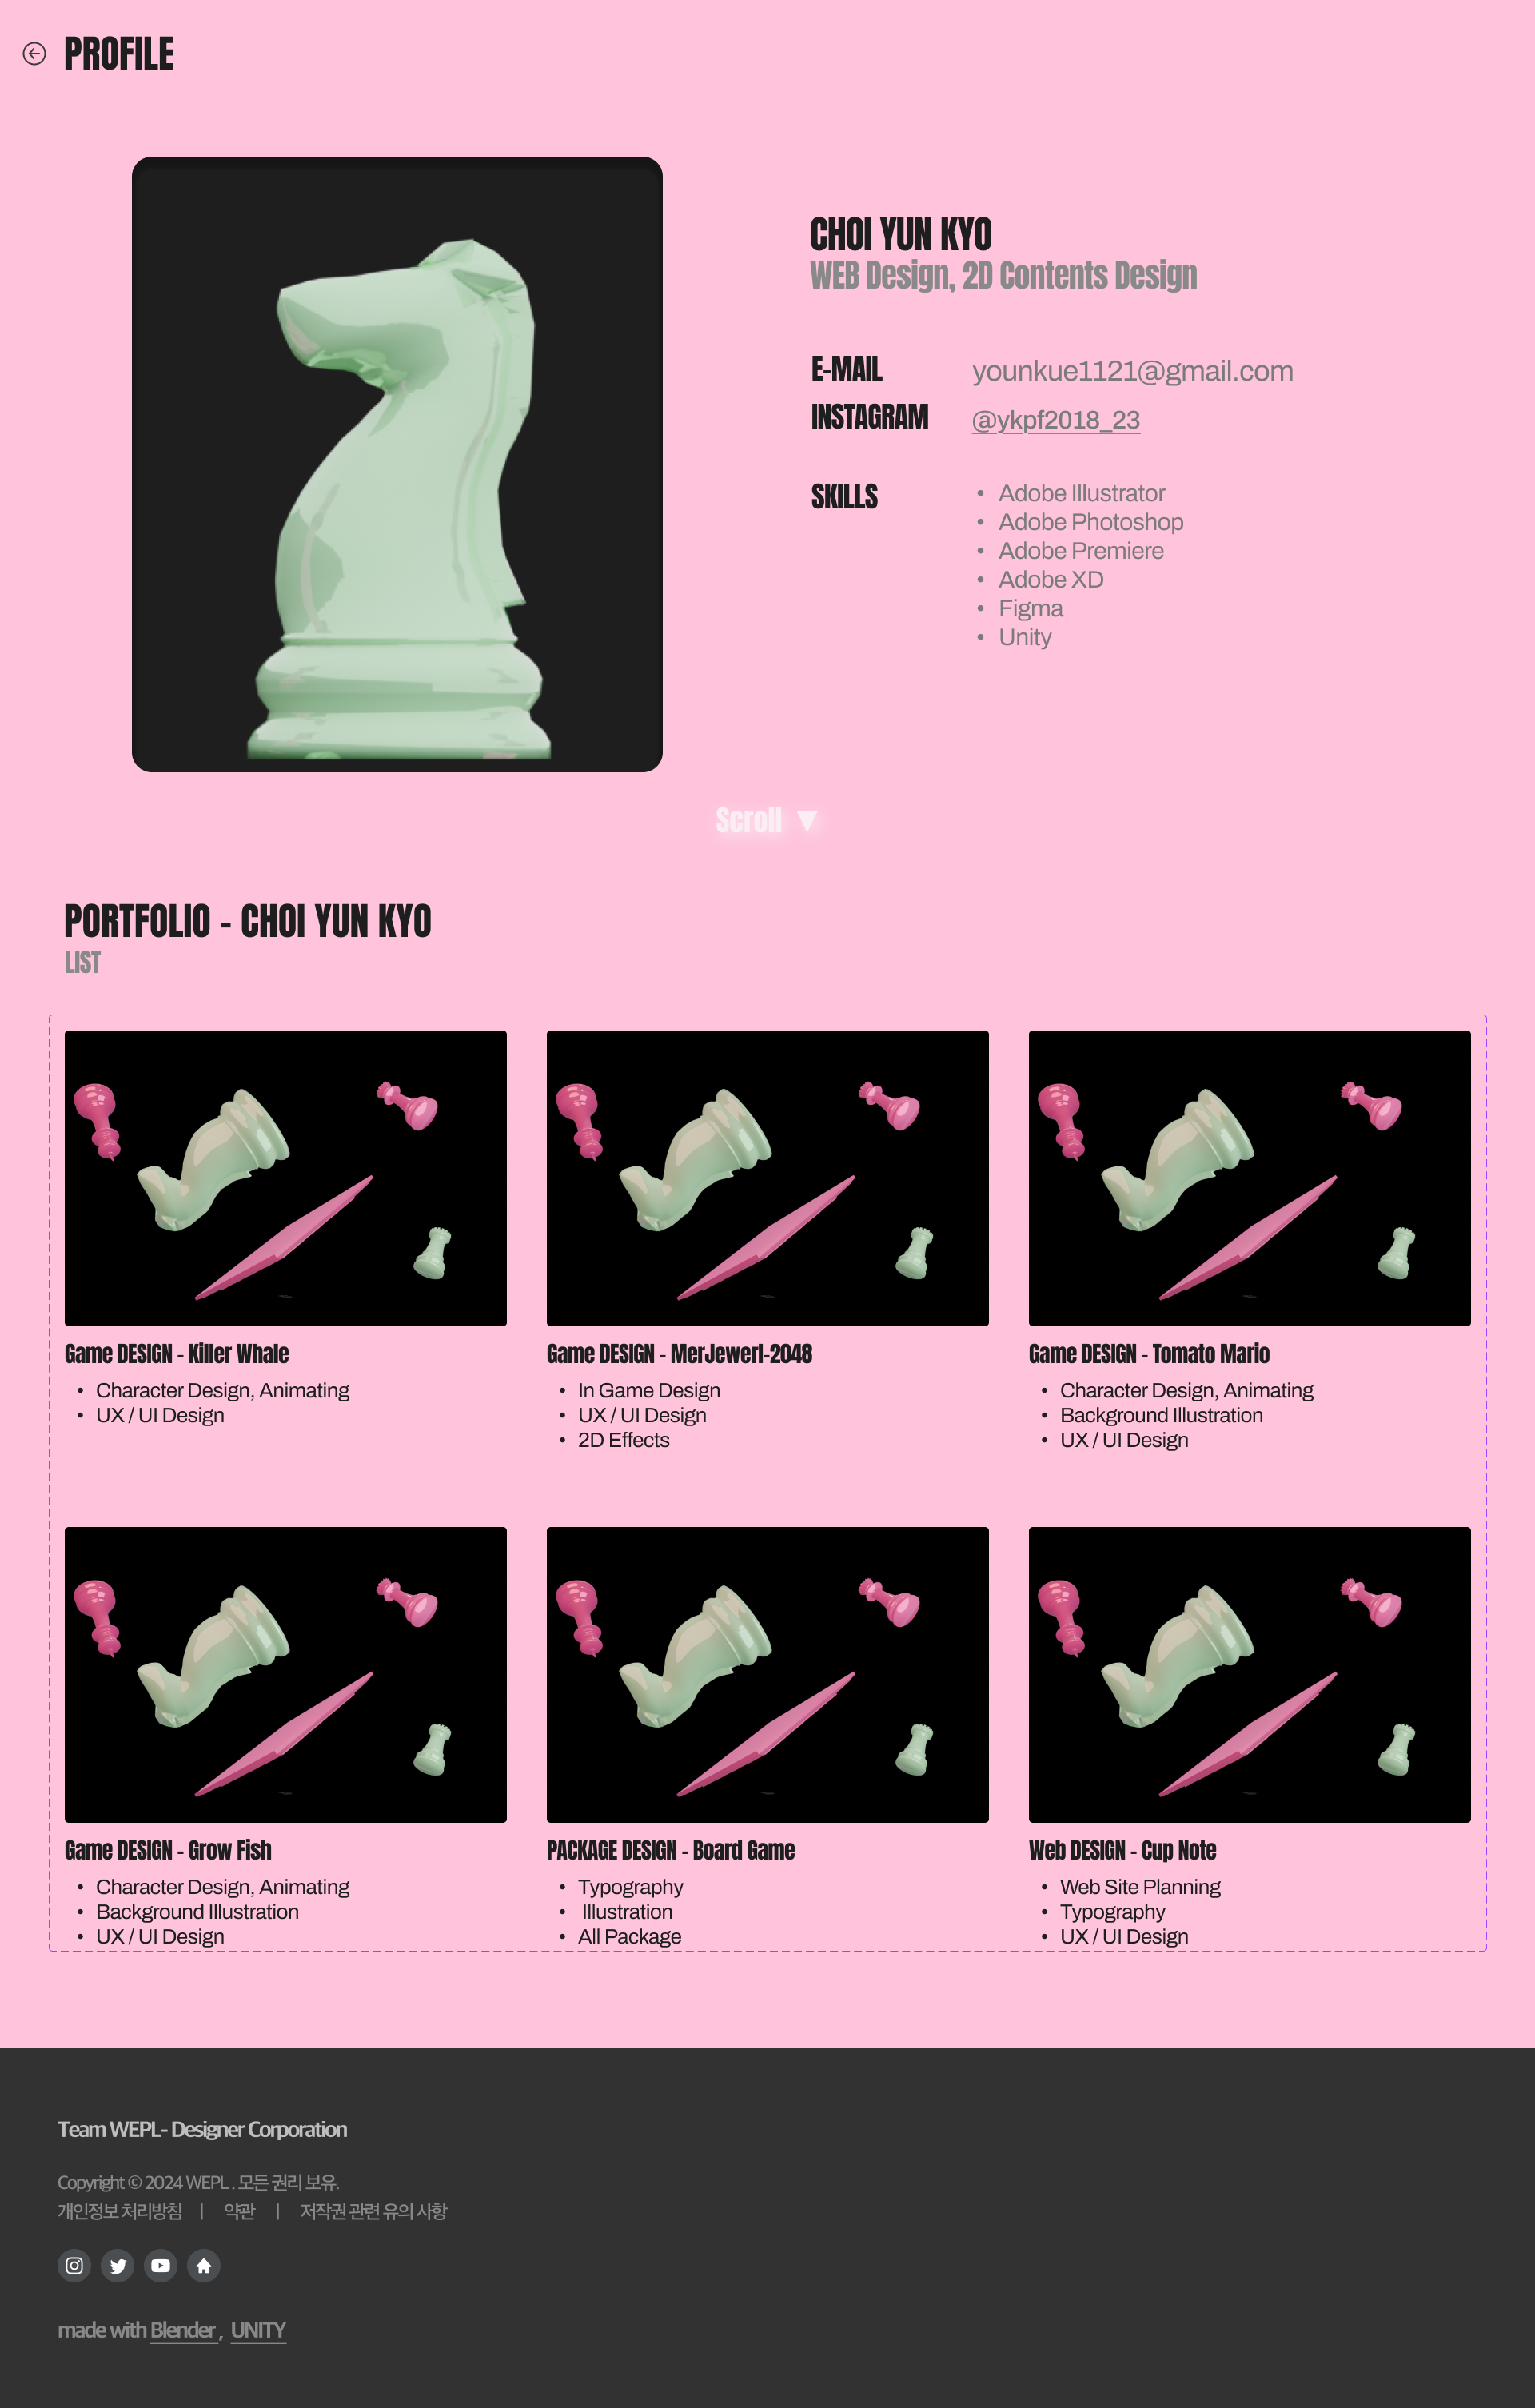 PROFILE
CHOI YUN KYO
WEB Design, 2D Contents Design
E-MAIL younkue1121@gmail.com
INSTAGRAM @ykpf2018_23
SKILLS
• Adobe Illustrator
• Adobe Photoshop
• Adobe Premiere
• Adobe XD
• Figma
• Unity
Scroll ▼
PORTFOLIO - CHOI YUN KYO
LIST
Game DESIGN - Killer Whale
• Character Design, Animating
• UX / UI Design
Game DESIGN - MerJewerl-2048
• In Game Design
• UX / UI Design
• 2D Effects
Game DESIGN - Tomato Mario
• Character Design, Animating
• Background Illustration
• UX / UI Design
Game DESIGN - Grow Fish
• Character Design, Animating
• Background Illustration
• UX / UI Design
PACKAGE DESIGN - Board Game
• Typography
• Illustration
• All Package
Web DESIGN - Cup Note
• Web Site Planning
• Typography
• UX / UI Design
Team WEPL- Designer Corporation
Copyright © 2024 WEPL . 모든 권리 보유.
개인정보 처리방침 | 약관 | 저작권 관련 유의 사항
made with Blender , UNITY